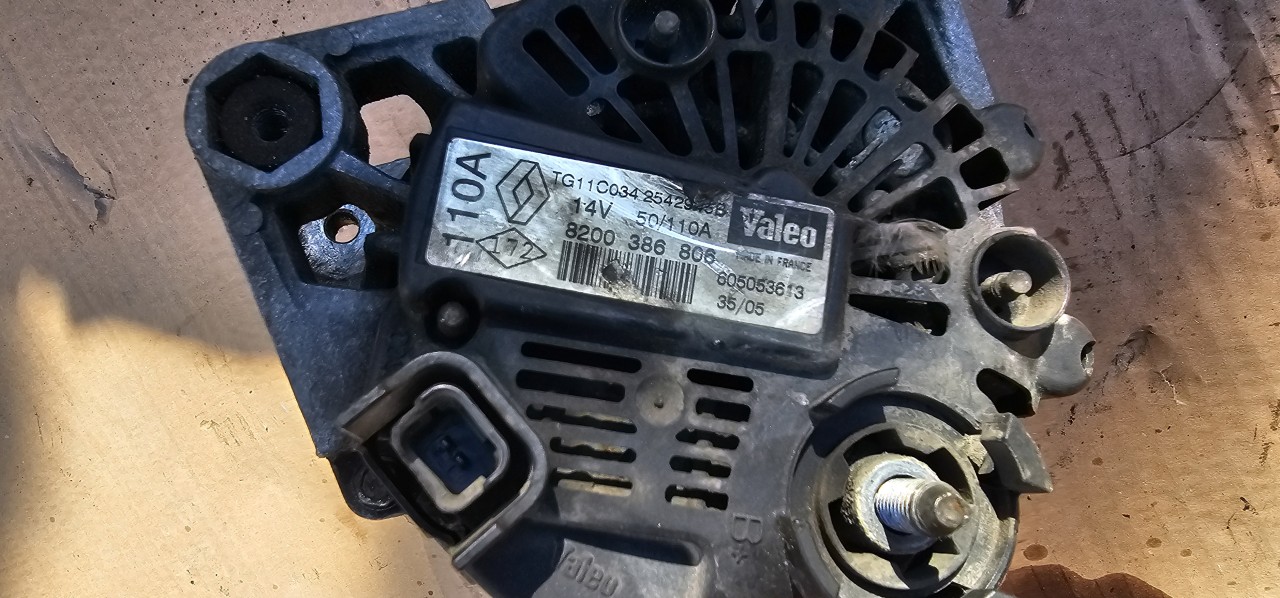 110A
TG11C034
14V 50/110A
Valeo
8200 386 806
MADE IN FRANCE
172
605053613
35/05
B+
Valeo